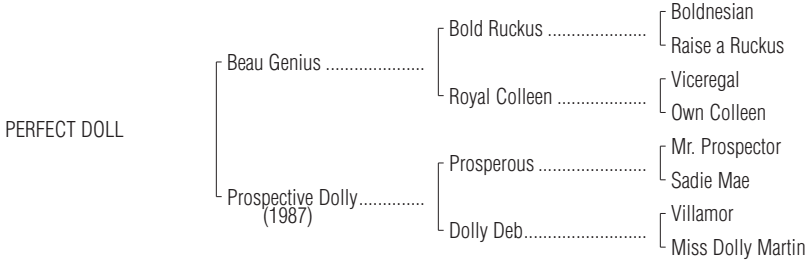 Boldnesian
Bold Ruckus ......................
Raise a Ruckus
Beau Genius .....................
Viceregal
Royal Colleen ...................
Own Colleen
PERFECT DOLL
Mr. Prospector
Prosperous .......................
Sadie Mae
Prospective Dolly..............
(1987)
Villamor
Dolly Deb..........................
Miss Dolly Martin